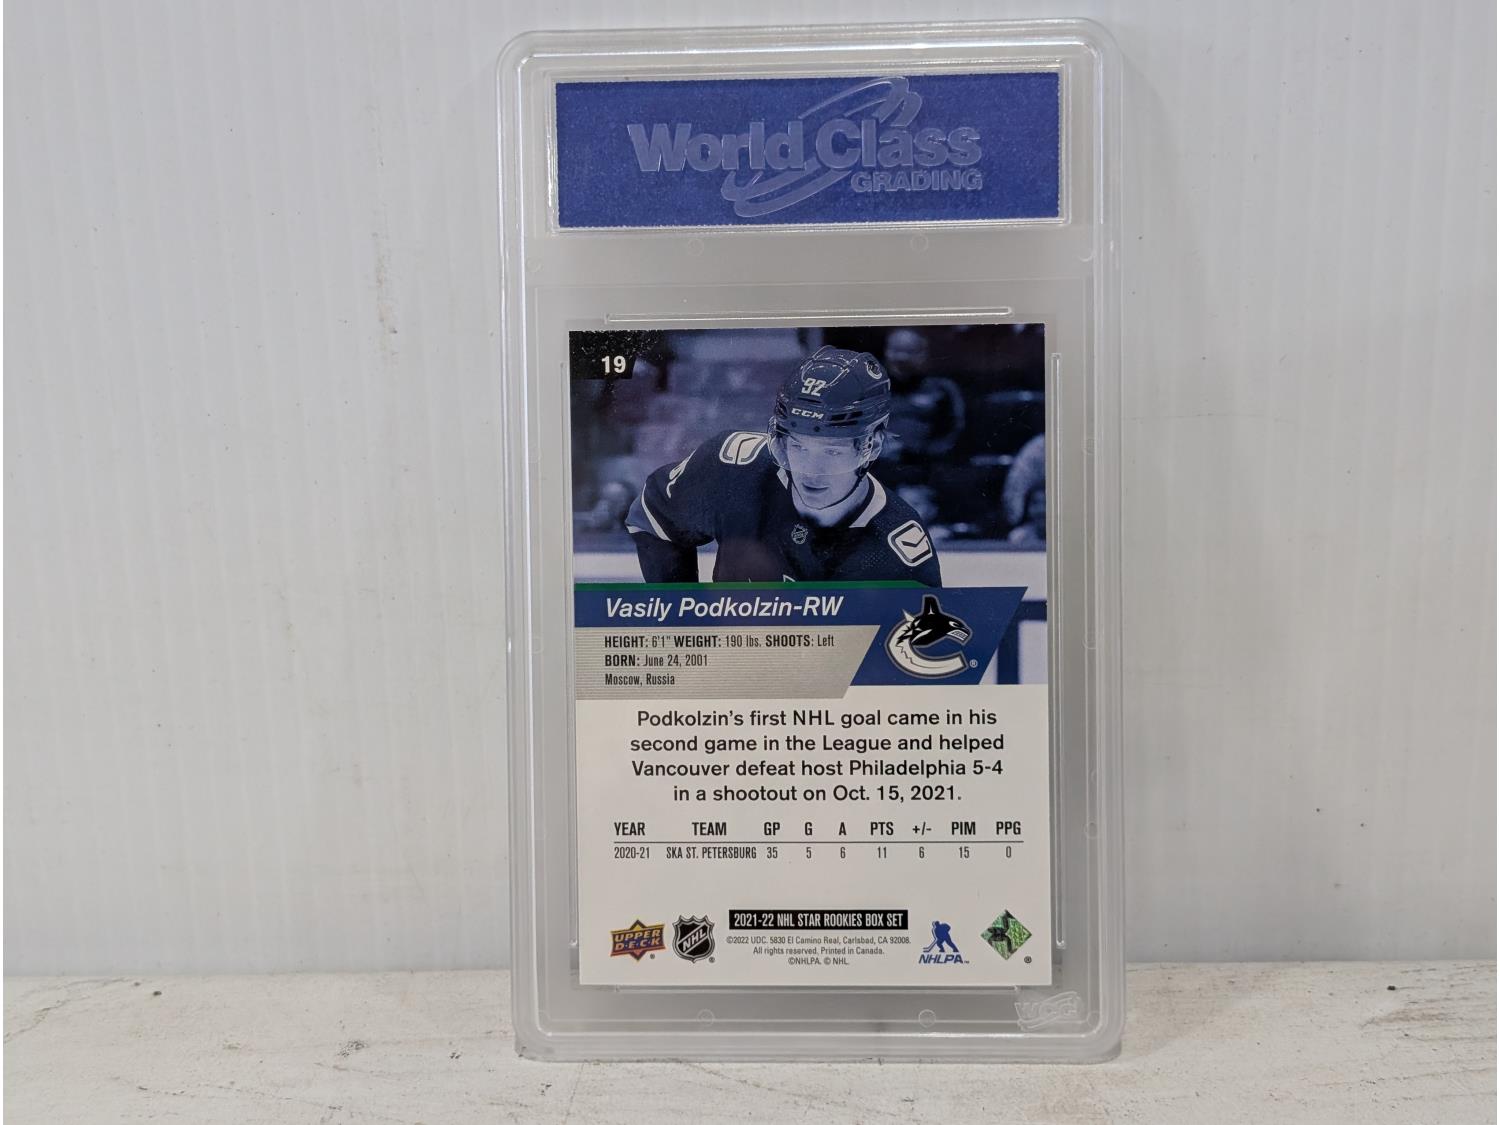 World Class
GRADING
19
92
CCM
Vasily Podkolzin-RW
HEIGHT: 6'1" WEIGHT: 190 lbs. SHOOTS: Left
BORN: June 24, 2001
Moscow, Russia
Podkolzin's first NHL goal came in his
second game in the League and helped
Vancouver defeat host Philadelphia 5-4
in a shootout on Oct. 15, 2021.
YEAR TEAM GP G A PTS +/- PIM PPG
2020-21 SKA ST. PETERSBURG 35 5 6 11 6 15 0
2021-22 NHL STAR ROOKIES BOX SET
©2022 UDC. 5830 El Camino Real, Carlsbad, CA 92008.
All rights reserved. Printed in Canada.
©NHLPA. © NHL.
UPPER
D·E·C·K
NHL
NHLPA
WCG